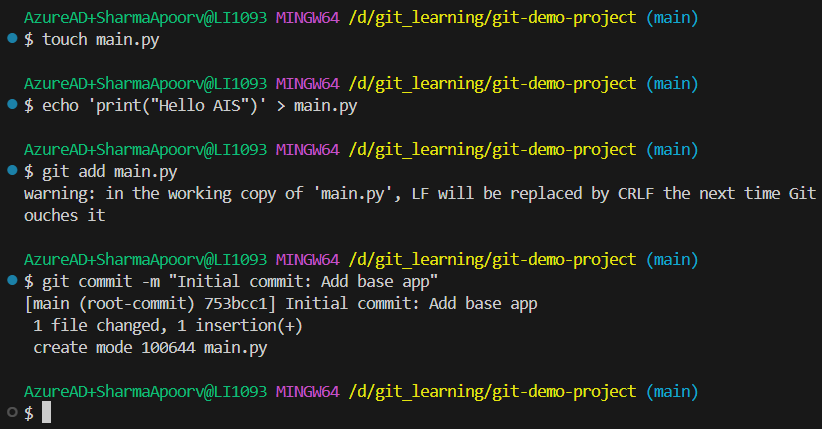 AzureAD+SharmaApoorv@LI1093 MINGW64 /d/git_learning/git-demo-project (main)
$ touch main.py
AzureAD+SharmaApoorv@LI1093 MINGW64 /d/git_learning/git-demo-project (main)
$ echo 'print("Hello AIS")' > main.py
AzureAD+SharmaApoorv@LI1093 MINGW64 /d/git_learning/git-demo-project (main)
$ git add main.py
warning: in the working copy of 'main.py', LF will be replaced by CRLF the next time Git
ouches it
AzureAD+SharmaApoorv@LI1093 MINGW64 /d/git_learning/git-demo-project (main)
$ git commit -m "Initial commit: Add base app"
[main (root-commit) 753bcc1] Initial commit: Add base app
1 file changed, 1 insertion(+)
create mode 100644 main.py
AzureAD+SharmaApoorv@LI1093 MINGW64 /d/git_learning/git-demo-project (main)
$